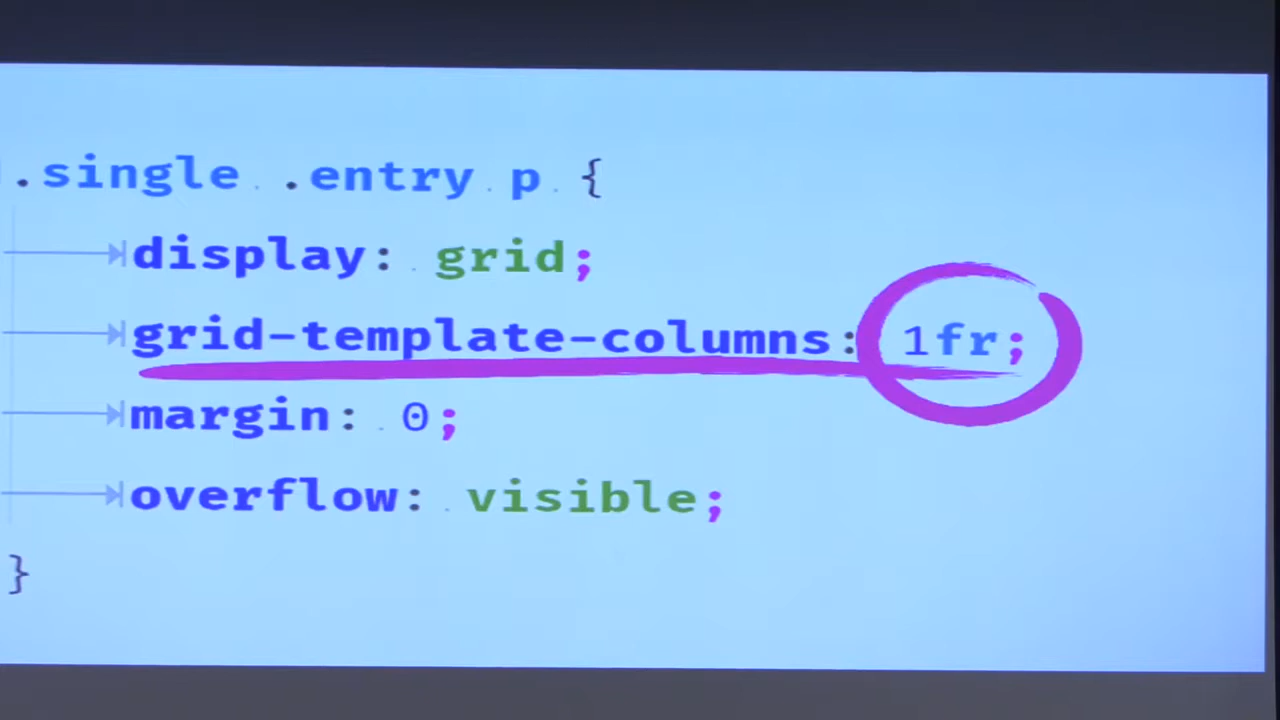 .single .entry p {
display: grid;
grid-template-columns: 1fr;
margin: 0;
overflow: visible;
}